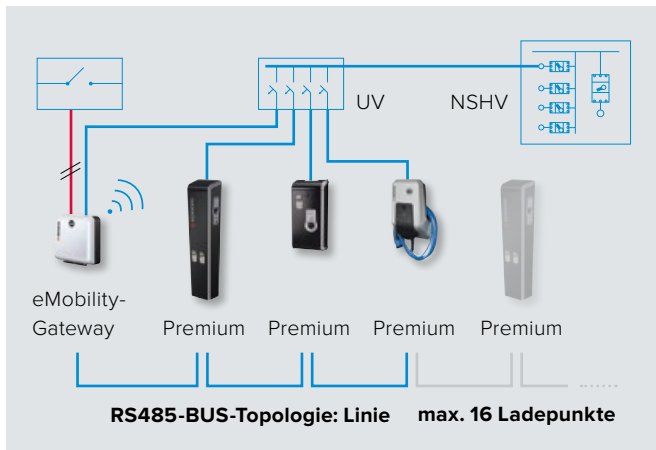 UV
NSHV
eMobility-
Gateway
Premium
Premium
Premium
Premium
RS485-BUS-Topologie: Linie
max. 16 Ladepunkte